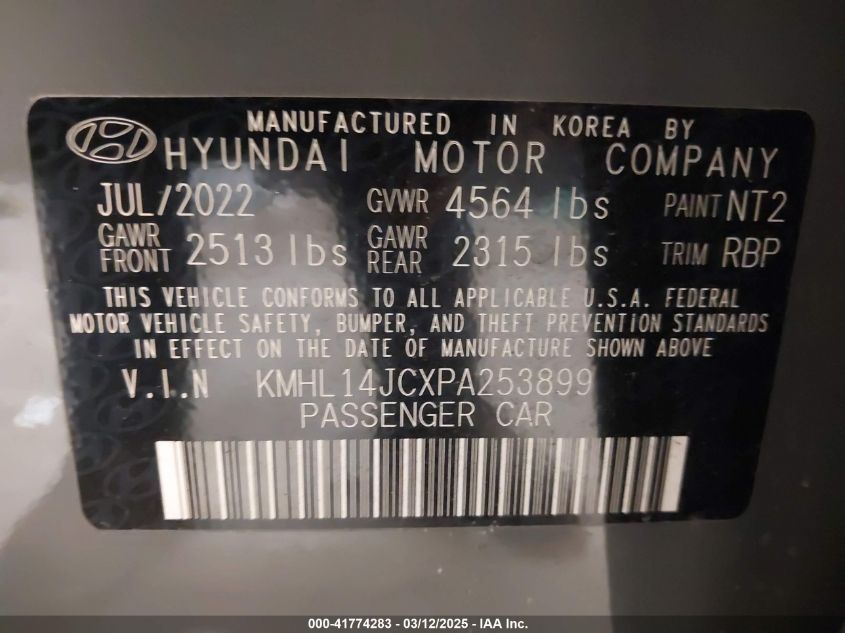 MANUFACTURED IN KOREA BY
HYUNDAI MOTOR COMPANY
JUL/2022 GVWR 4564 lbs PAINT NT2
GAWR FRONT 2513 lbs GAWR REAR 2315 lbs TRIM RBP
THIS VEHICLE CONFORMS TO ALL APPLICABLE U.S.A. FEDERAL
MOTOR VEHICLE SAFETY, BUMPER, AND THEFT PREVENTION STANDARDS
IN EFFECT ON THE DATE OF MANUFACTURE SHOWN ABOVE
V.I.N KMHL14JCXPA253899
PASSENGER CAR
000-41774283 - 03/12/2025 - IAA Inc.